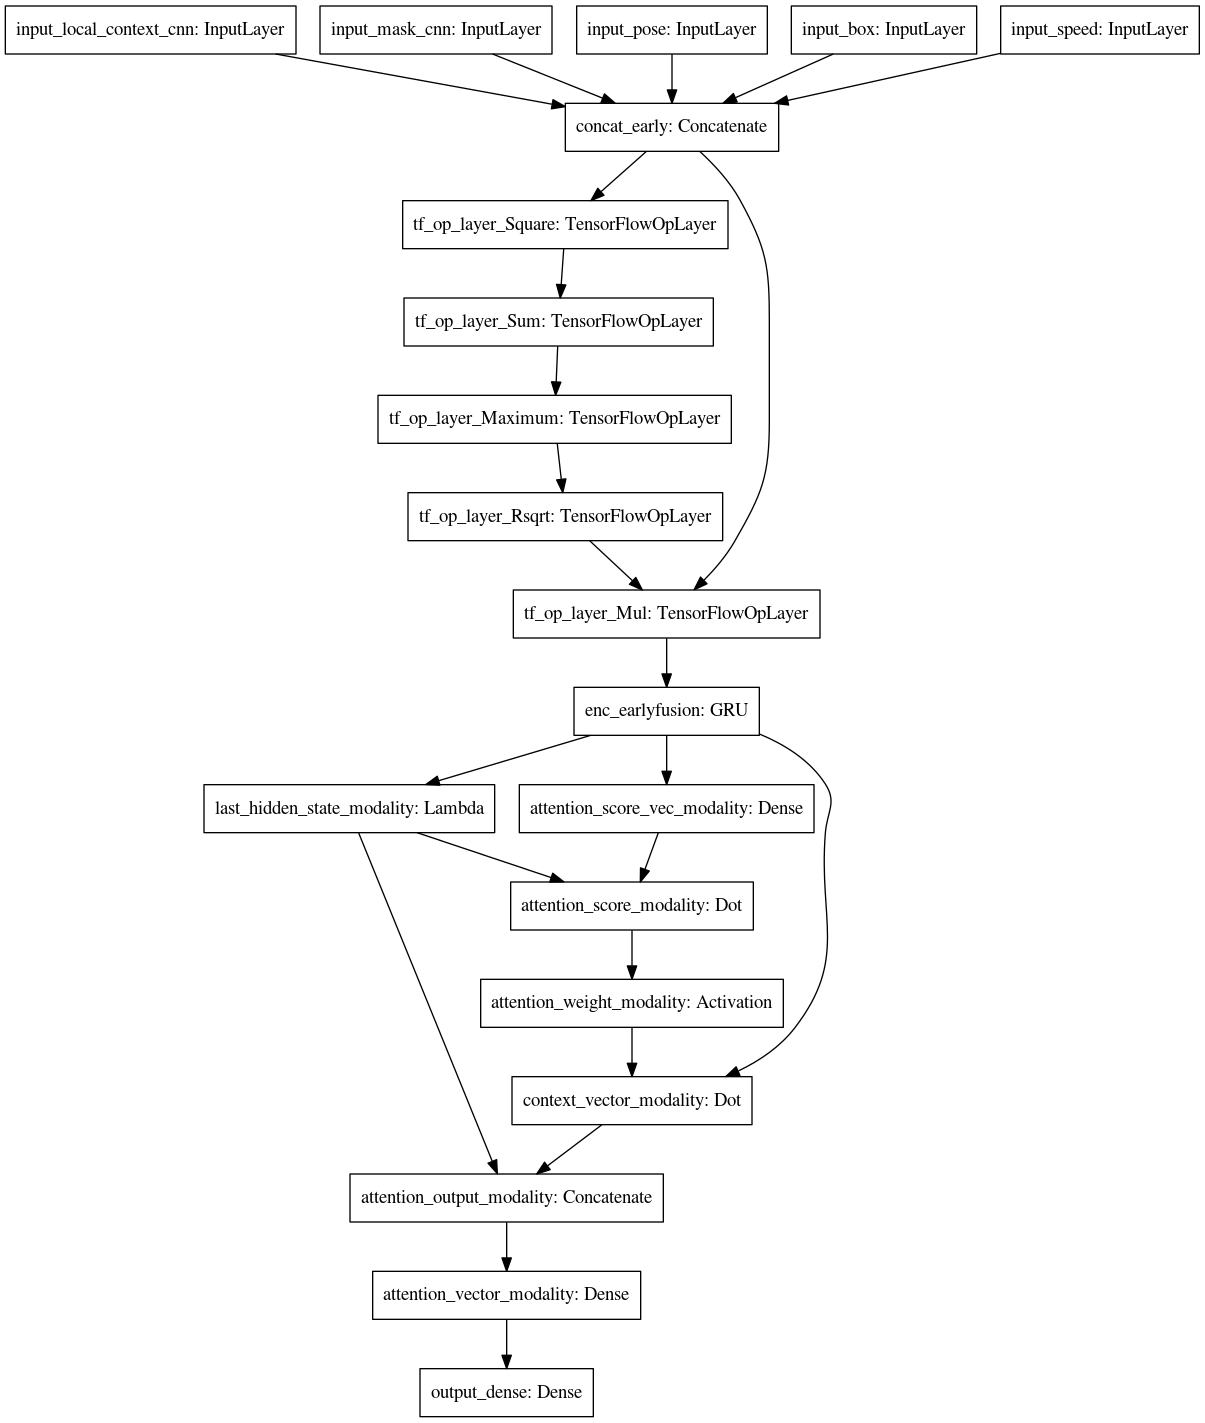 input_local_context_cnn: InputLayer
input_mask_cnn: InputLayer
input_pose: InputLayer
input_box: InputLayer
input_speed: InputLayer
concat_early: Concatenate
tf_op_layer_Square: TensorFlowOpLayer
tf_op_layer_Sum: TensorFlowOpLayer
tf_op_layer_Maximum: TensorFlowOpLayer
tf_op_layer_Rsqrt: TensorFlowOpLayer
tf_op_layer_Mul: TensorFlowOpLayer
enc_earlyfusion: GRU
last_hidden_state_modality: Lambda
attention_score_vec_modality: Dense
attention_score_modality: Dot
attention_weight_modality: Activation
context_vector_modality: Dot
attention_output_modality: Concatenate
attention_vector_modality: Dense
output_dense: Dense